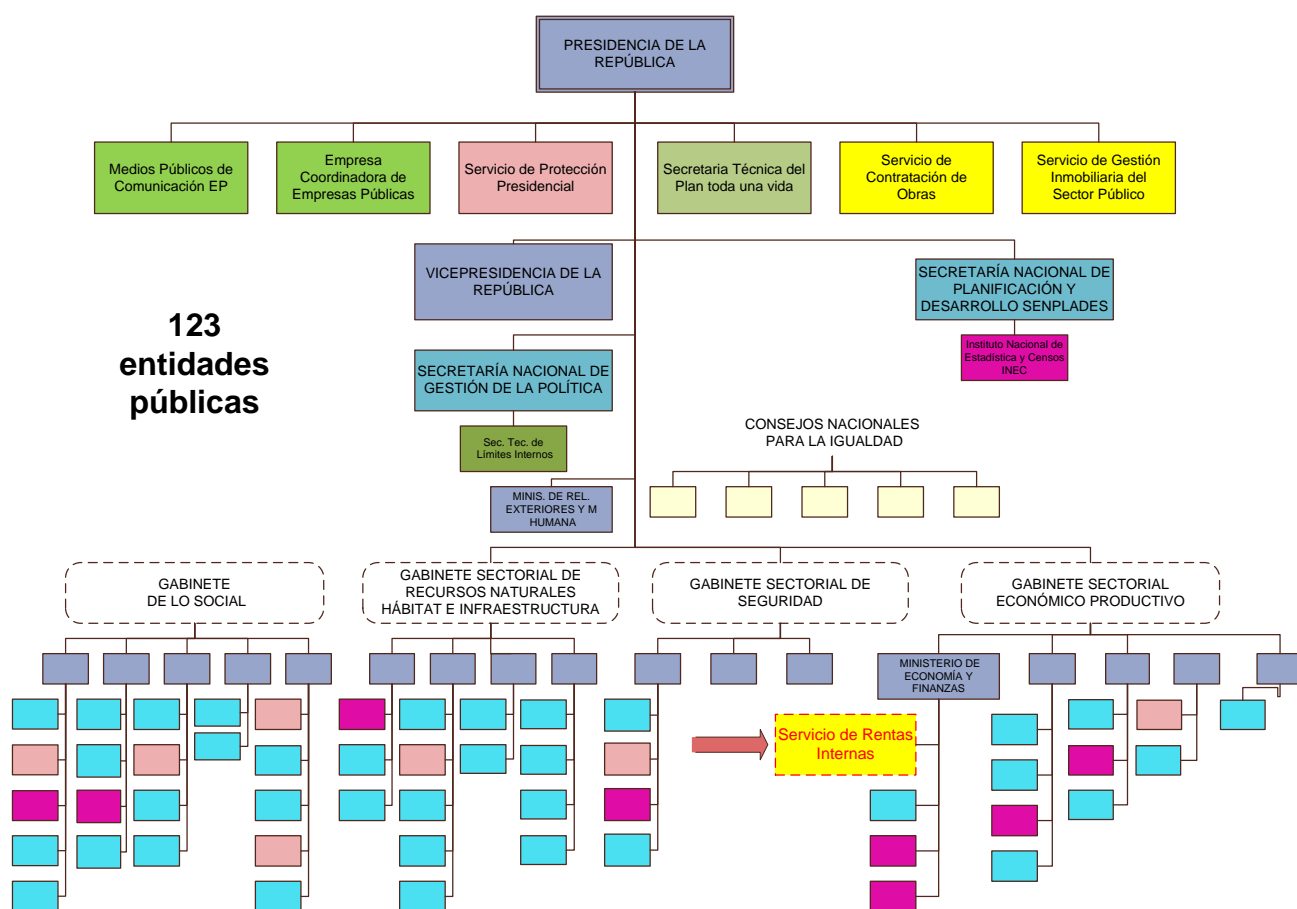 PRESIDENCIA DE LA
REPÚBLICA
Medios Públicos de
Comunicación EP
Empresa
Coordinadora de
Empresas Públicas
Servicio de Protección
Presidencial
Secretaria Técnica del
Plan toda una vida
Servicio de
Contratación de
Obras
Servicio de Gestión
Inmobiliaria del
Sector Público
VICEPRESIDENCIA DE LA
REPÚBLICA
SECRETARÍA NACIONAL DE
PLANIFICACIÓN Y
DESARROLLO SENPLADES
123
entidades
públicas
Instituto Nacional de
Estadística y Censos
INEC
SECRETARÍA NACIONAL DE
GESTIÓN DE LA POLÍTICA
Sec. Tec. de
Límites Internos
CONSEJOS NACIONALES
PARA LA IGUALDAD
MINIS. DE REL.
EXTERIORES Y M
HUMANA
GABINETE
DE LO SOCIAL
GABINETE SECTORIAL DE
RECURSOS NATURALES
HÁBITAT E INFRAESTRUCTURA
GABINETE SECTORIAL DE
SEGURIDAD
GABINETE SECTORIAL
ECONÓMICO PRODUCTIVO
MINISTERIO DE
ECONOMÍA Y
FINANZAS
Servicio de Rentas
Internas